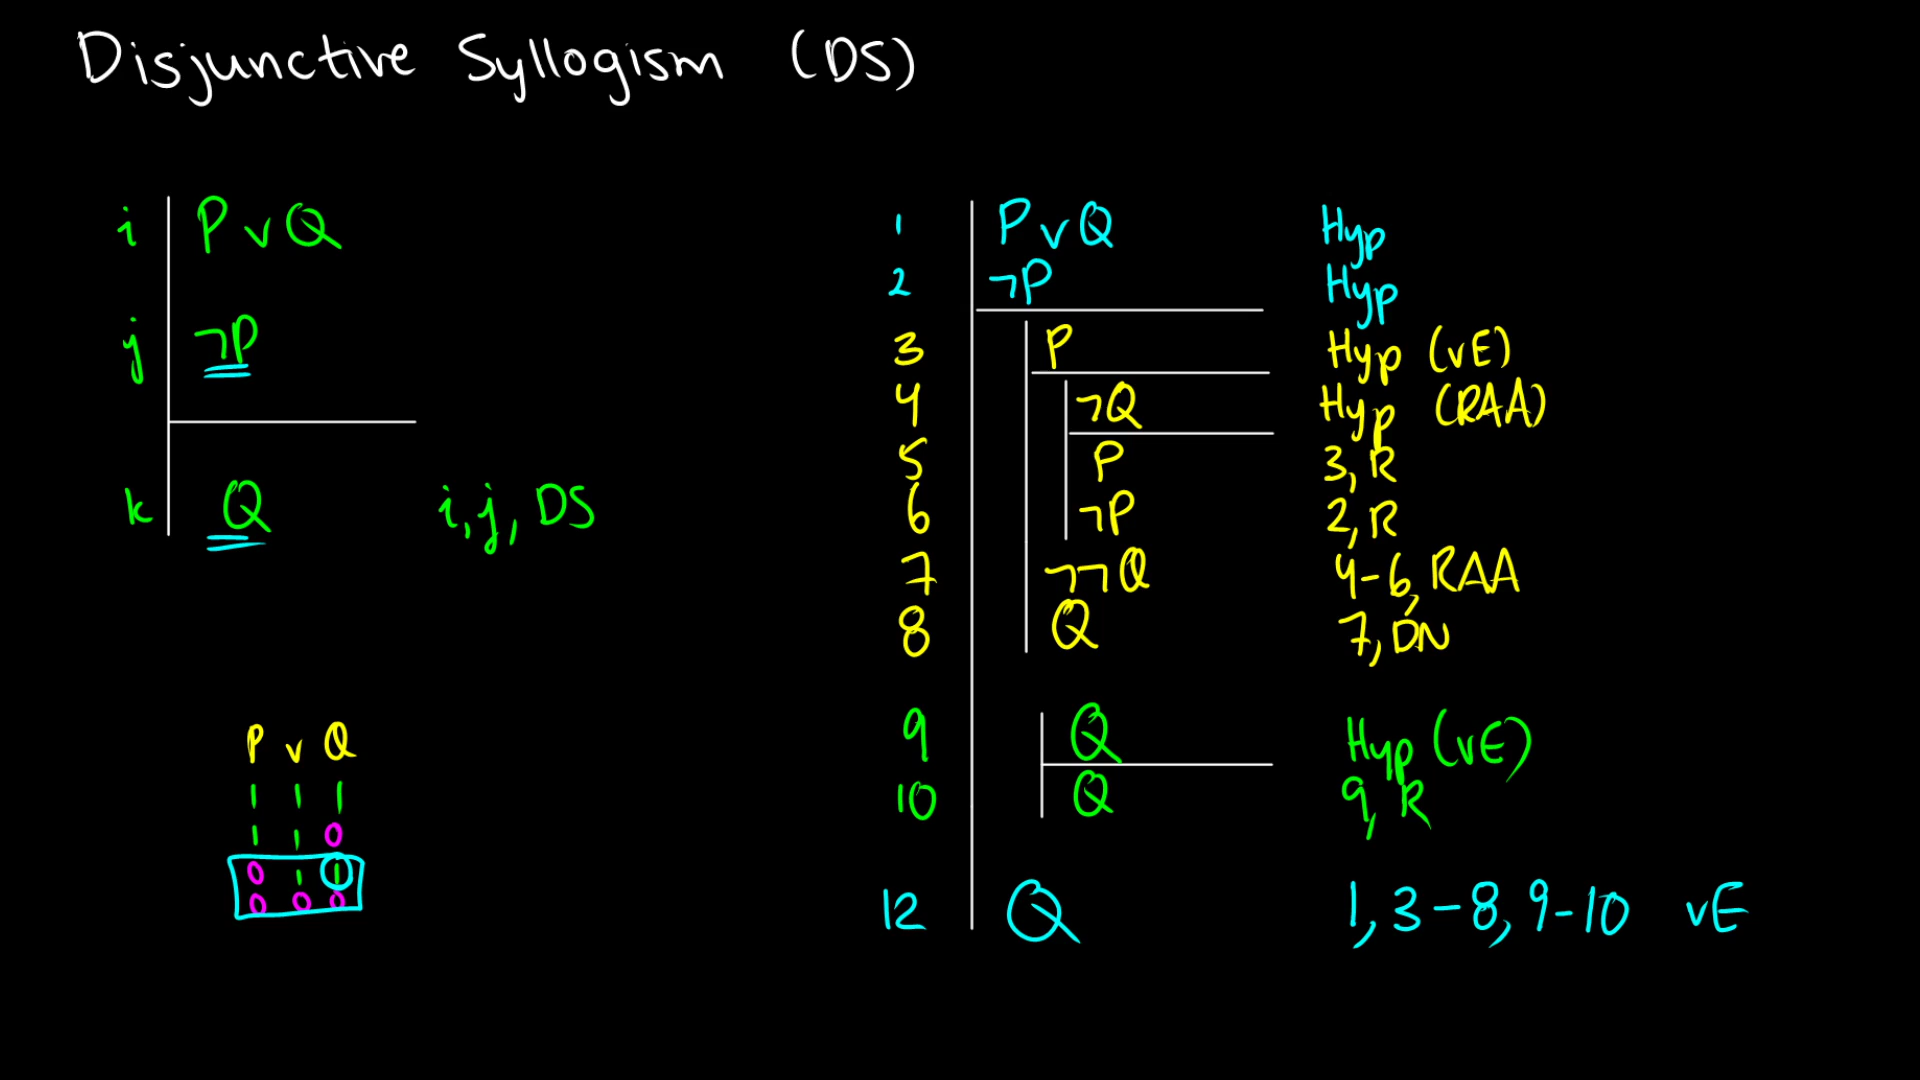 Disjunctive Syllogism (DS)
i P v Q
j ¬P
k Q i, j, DS
P v Q
1 1 1
1 1 0
0 1 1
0 0 0
1 P v Q Hyp
2 ¬P Hyp
3 P Hyp (vE)
4 ¬Q Hyp (RAA)
5 P 3, R
6 ¬P 2, R
7 ¬¬Q 4-6, RAA
8 Q 7, DN
9 Q Hyp (vE)
10 Q 9, R
12 Q 1, 3-8, 9-10 vE